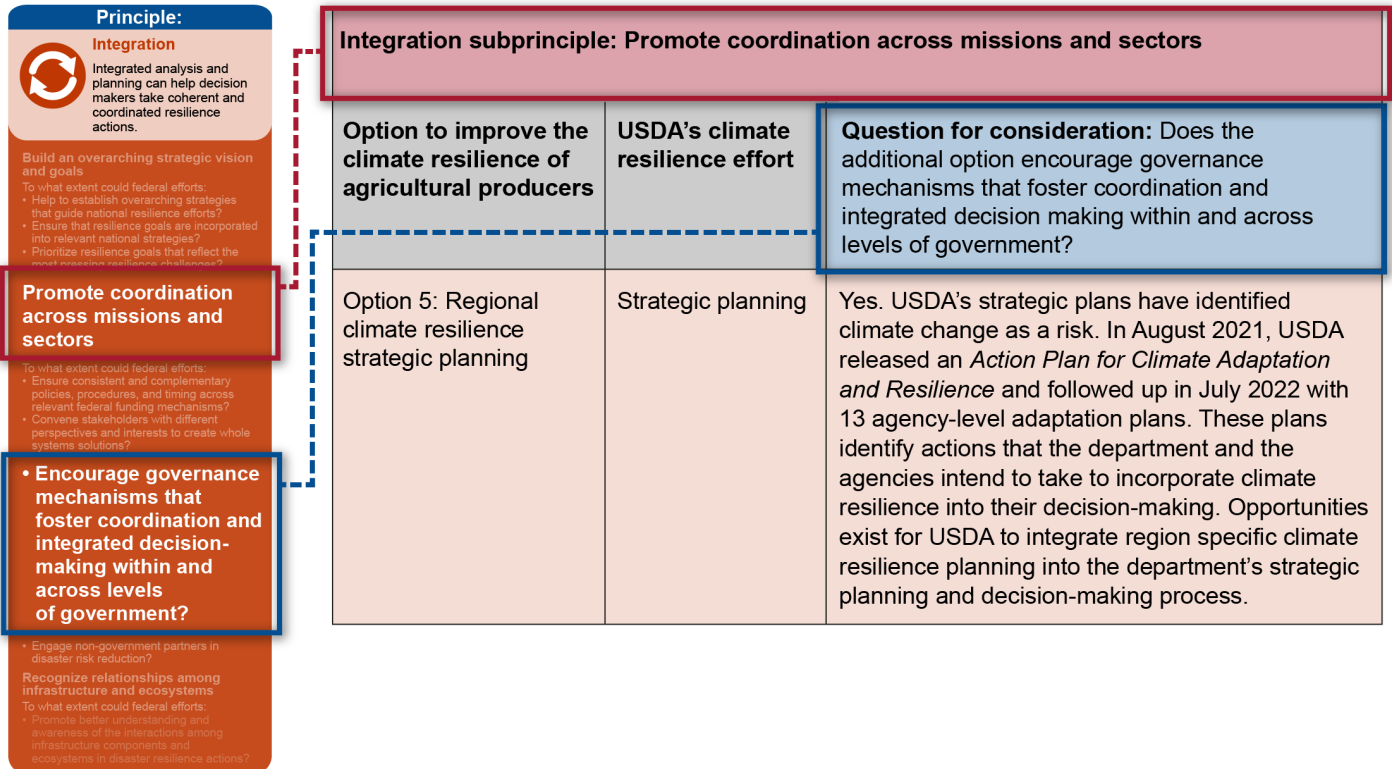 Principle:
Integration
Integrated analysis and
planning can help decision
makers take coherent and
coordinated resilience
actions.
Build an overarching strategic vision
and goals
To what extent could federal efforts:
• Help to establish overarching strategies
that guide national resilience efforts?
• Ensure that resilience goals are incorporated
into relevant national strategies?
• Prioritize resilience goals that reflect the
most pressing resilience challenges?
Promote coordination
across missions and
sectors
To what extent could federal efforts:
• Ensure consistent and complementary
policies, procedures, and timing across
relevant federal funding mechanisms?
• Convene stakeholders with different
perspectives and interests to create whole
systems solutions?
• Encourage governance
mechanisms that
foster coordination and
integrated decision-
making within and
across levels
of government?
• Engage non-government partners in
disaster risk reduction?
Recognize relationships among
infrastructure and ecosystems
To what extent could federal efforts:
• Promote better understanding and
awareness of the interactions among
infrastructure components and
ecosystems in disaster resilience actions?
Integration subprinciple: Promote coordination across missions and sectors
Option to improve the
climate resilience of
agricultural producers
USDA's climate
resilience effort
Question for consideration: Does the
additional option encourage governance
mechanisms that foster coordination and
integrated decision making within and across
levels of government?
Option 5: Regional
climate resilience
strategic planning
Strategic planning
Yes. USDA's strategic plans have identified
climate change as a risk. In August 2021, USDA
released an Action Plan for Climate Adaptation
and Resilience and followed up in July 2022 with
13 agency-level adaptation plans. These plans
identify actions that the department and the
agencies intend to take to incorporate climate
resilience into their decision-making. Opportunities
exist for USDA to integrate region specific climate
resilience planning into the department's strategic
planning and decision-making process.